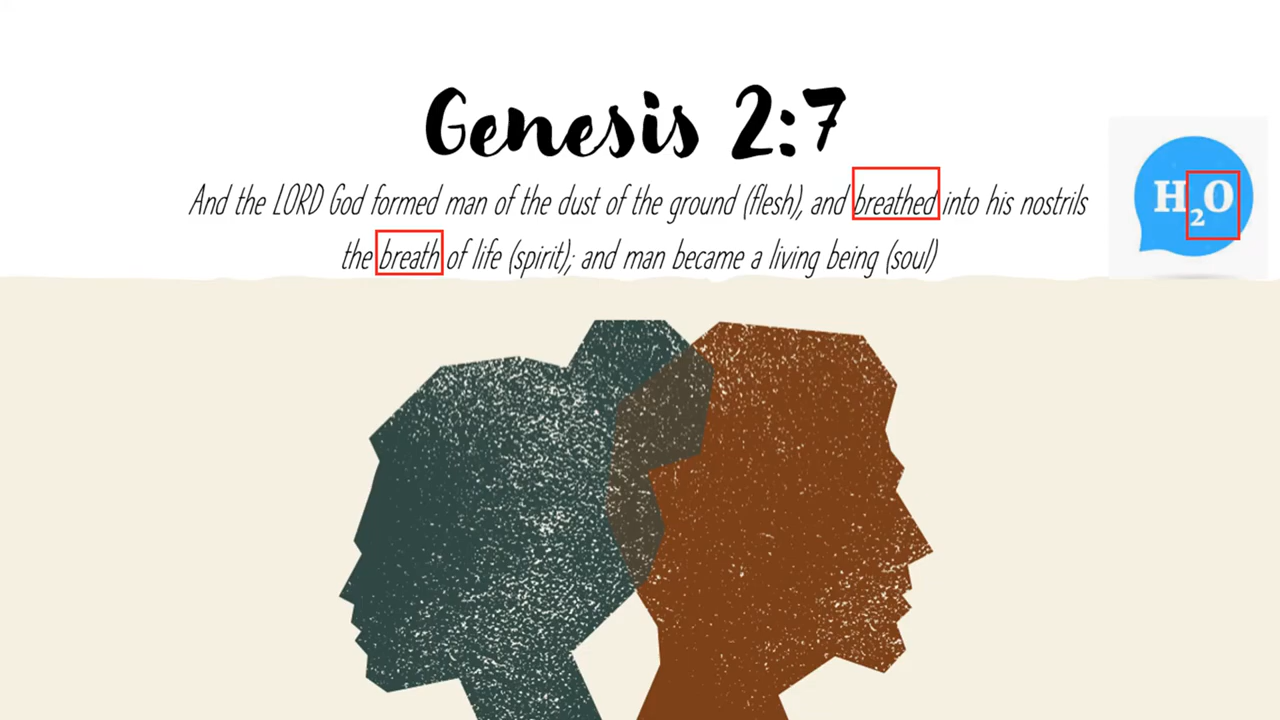 Genesis 2:7
And the LORD God formed man of the dust of the ground (flesh), and breathed into his nostrils
the breath of life (spirit); and man became a living being (soul)
H₂O